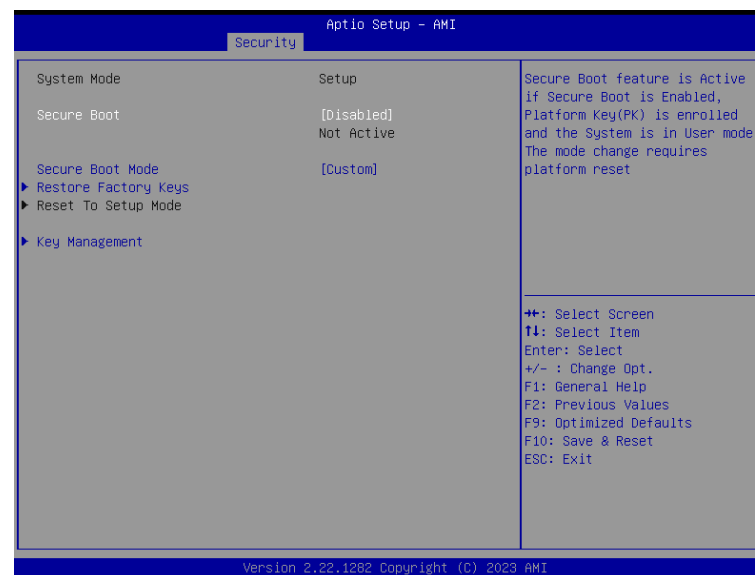 Aptio Setup – AMI
Security
System Mode Setup
Secure Boot [Disabled]
Not Active
Secure Boot Mode [Custom]
Restore Factory Keys
Reset To Setup Mode
Key Management
Secure Boot feature is Active
if Secure Boot is Enabled,
Platform Key(PK) is enrolled
and the System is in User mode
The mode change requires
platform reset
→←: Select Screen
↑↓: Select Item
Enter: Select
+/- : Change Opt.
F1: General Help
F2: Previous Values
F9: Optimized Defaults
F10: Save & Reset
ESC: Exit
Version 2.22.1282 Copyright (C) 2023 AMI